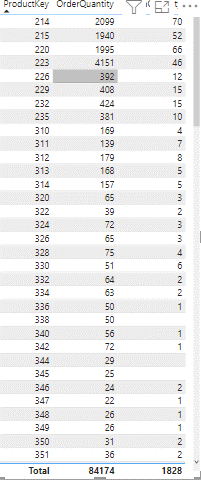 ProductKey OrderQuantity t
214 2099 70
215 1940 52
220 1995 66
223 4151 46
226 392 12
229 408 15
232 424 15
235 381 10
310 169 4
311 139 7
312 179 8
313 168 5
314 157 5
320 65 3
322 39 2
324 72 3
326 65 3
328 75 4
330 51 6
332 64 2
334 63 2
336 50 1
338 50
340 56 1
342 72 1
344 29
345 25
346 24 2
347 22 1
348 26 1
349 26 1
350 31 2
351 36 2
Total 84174 1828